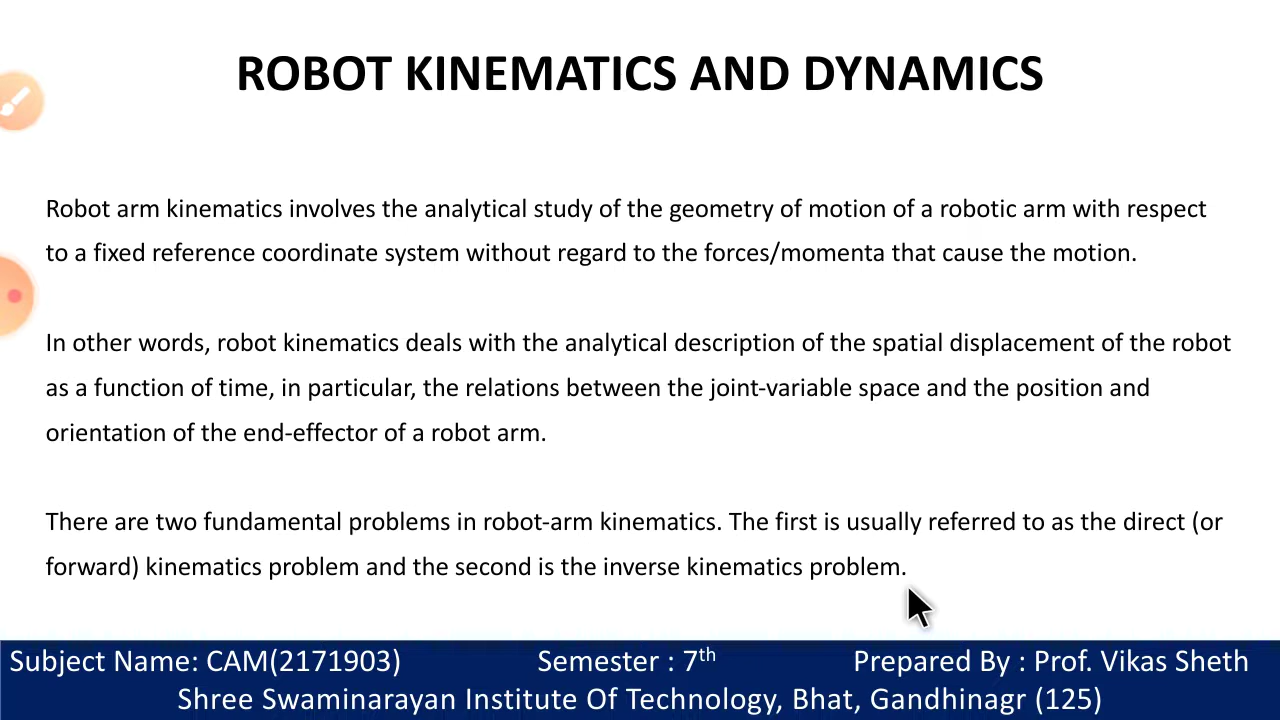 ROBOT KINEMATICS AND DYNAMICS
Robot arm kinematics involves the analytical study of the geometry of motion of a robotic arm with respect
to a fixed reference coordinate system without regard to the forces/momenta that cause the motion.
In other words, robot kinematics deals with the analytical description of the spatial displacement of the robot
as a function of time, in particular, the relations between the joint-variable space and the position and
orientation of the end-effector of a robot arm.
There are two fundamental problems in robot-arm kinematics. The first is usually referred to as the direct (or
forward) kinematics problem and the second is the inverse kinematics problem.
Subject Name: CAM(2171903) Semester : 7th Prepared By : Prof. Vikas Sheth
Shree Swaminarayan Institute Of Technology, Bhat, Gandhinagr (125)